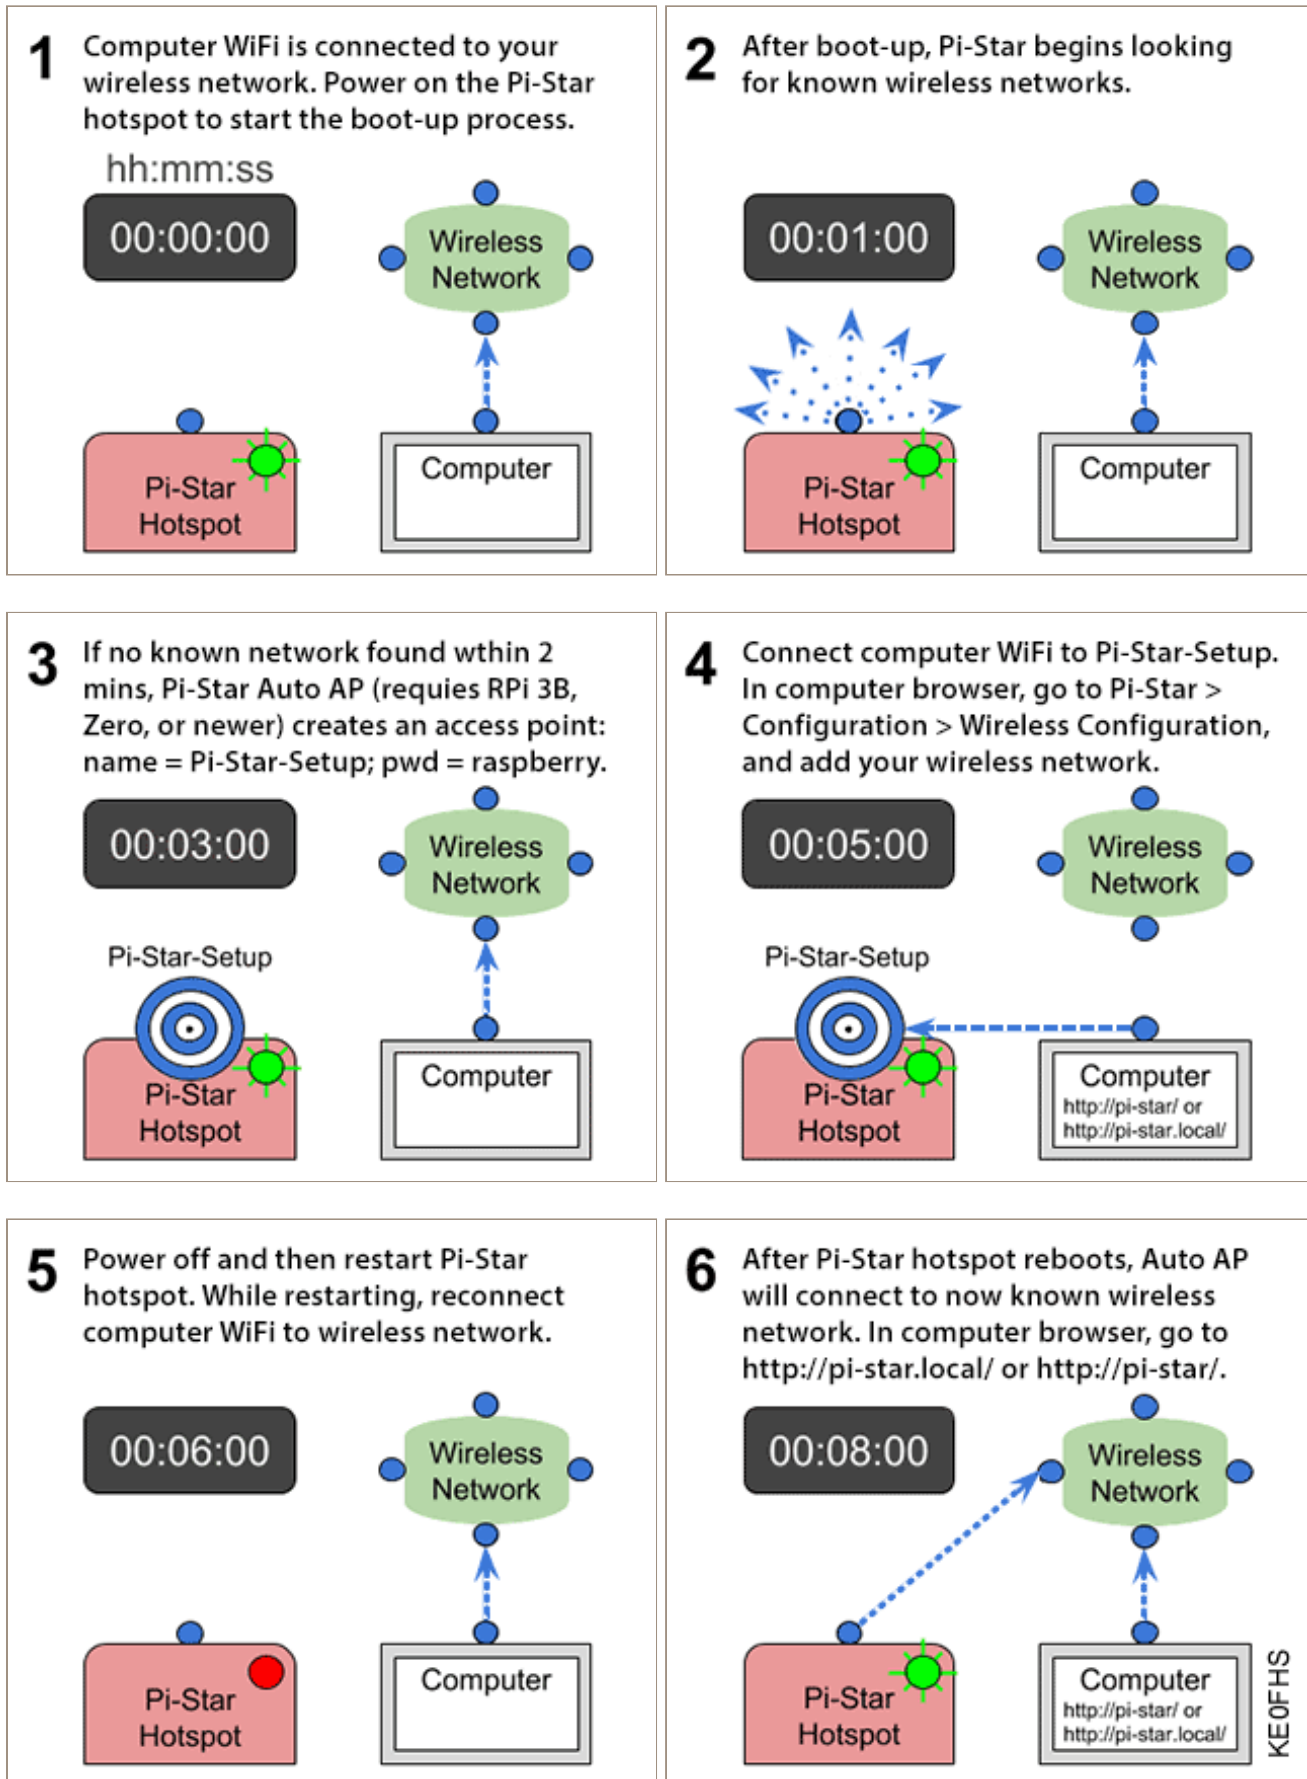 1
Computer WiFi is connected to your
wireless network. Power on the Pi-Star
hotspot to start the boot-up process.
hh:mm:ss
00:00:00
Wireless
Network
Pi-Star
Hotspot
Computer
2
After boot-up, Pi-Star begins looking
for known wireless networks.
00:01:00
Wireless
Network
Pi-Star
Hotspot
Computer
3
If no known network found wthin 2
mins, Pi-Star Auto AP (requies RPi 3B,
Zero, or newer) creates an access point:
name = Pi-Star-Setup; pwd = raspberry.
00:03:00
Wireless
Network
Pi-Star-Setup
Pi-Star
Hotspot
Computer
4
Connect computer WiFi to Pi-Star-Setup.
In computer browser, go to Pi-Star >
Configuration > Wireless Configuration,
and add your wireless network.
00:05:00
Wireless
Network
Pi-Star-Setup
Pi-Star
Hotspot
Computer
http://pi-star/ or
http://pi-star.local/
5
Power off and then restart Pi-Star
hotspot. While restarting, reconnect
computer WiFi to wireless network.
00:06:00
Wireless
Network
Pi-Star
Hotspot
Computer
6
After Pi-Star hotspot reboots, Auto AP
will connect to now known wireless
network. In computer browser, go to
http://pi-star.local/ or http://pi-star/.
00:08:00
Wireless
Network
Pi-Star
Hotspot
Computer
http://pi-star/ or
http://pi-star.local/
KE0FHS